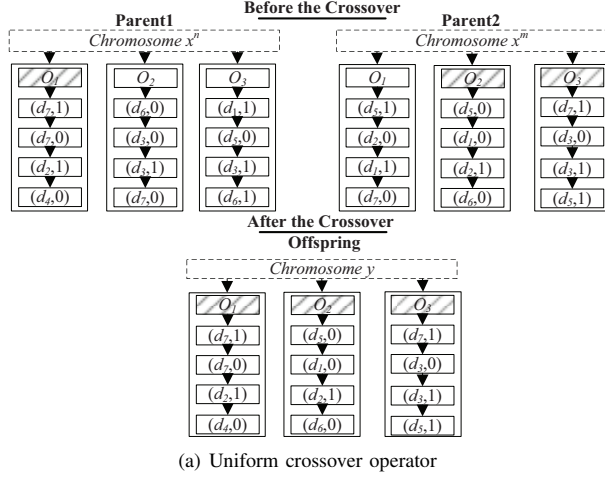 Before the Crossover
Parent1 Parent2
Chromosome xⁿ Chromosome xᵐ
O₁ O₂ O₃ O₁ O₂ O₃
(d₇,1) (d₆,0) (d₁,1) (d₅,1) (d₅,0) (d₇,1)
(d₇,0) (d₃,0) (d₅,0) (d₂,0) (d₁,0) (d₃,0)
(d₂,1) (d₃,1) (d₃,1) (d₁,1) (d₂,1) (d₃,1)
(d₄,0) (d₇,0) (d₆,1) (d₇,0) (d₆,0) (d₅,1)
After the Crossover
Offspring
Chromosome y
O₁ O₂ O₃
(d₇,1) (d₅,0) (d₇,1)
(d₇,0) (d₁,0) (d₃,0)
(d₂,1) (d₂,1) (d₃,1)
(d₄,0) (d₆,0) (d₅,1)
(a) Uniform crossover operator